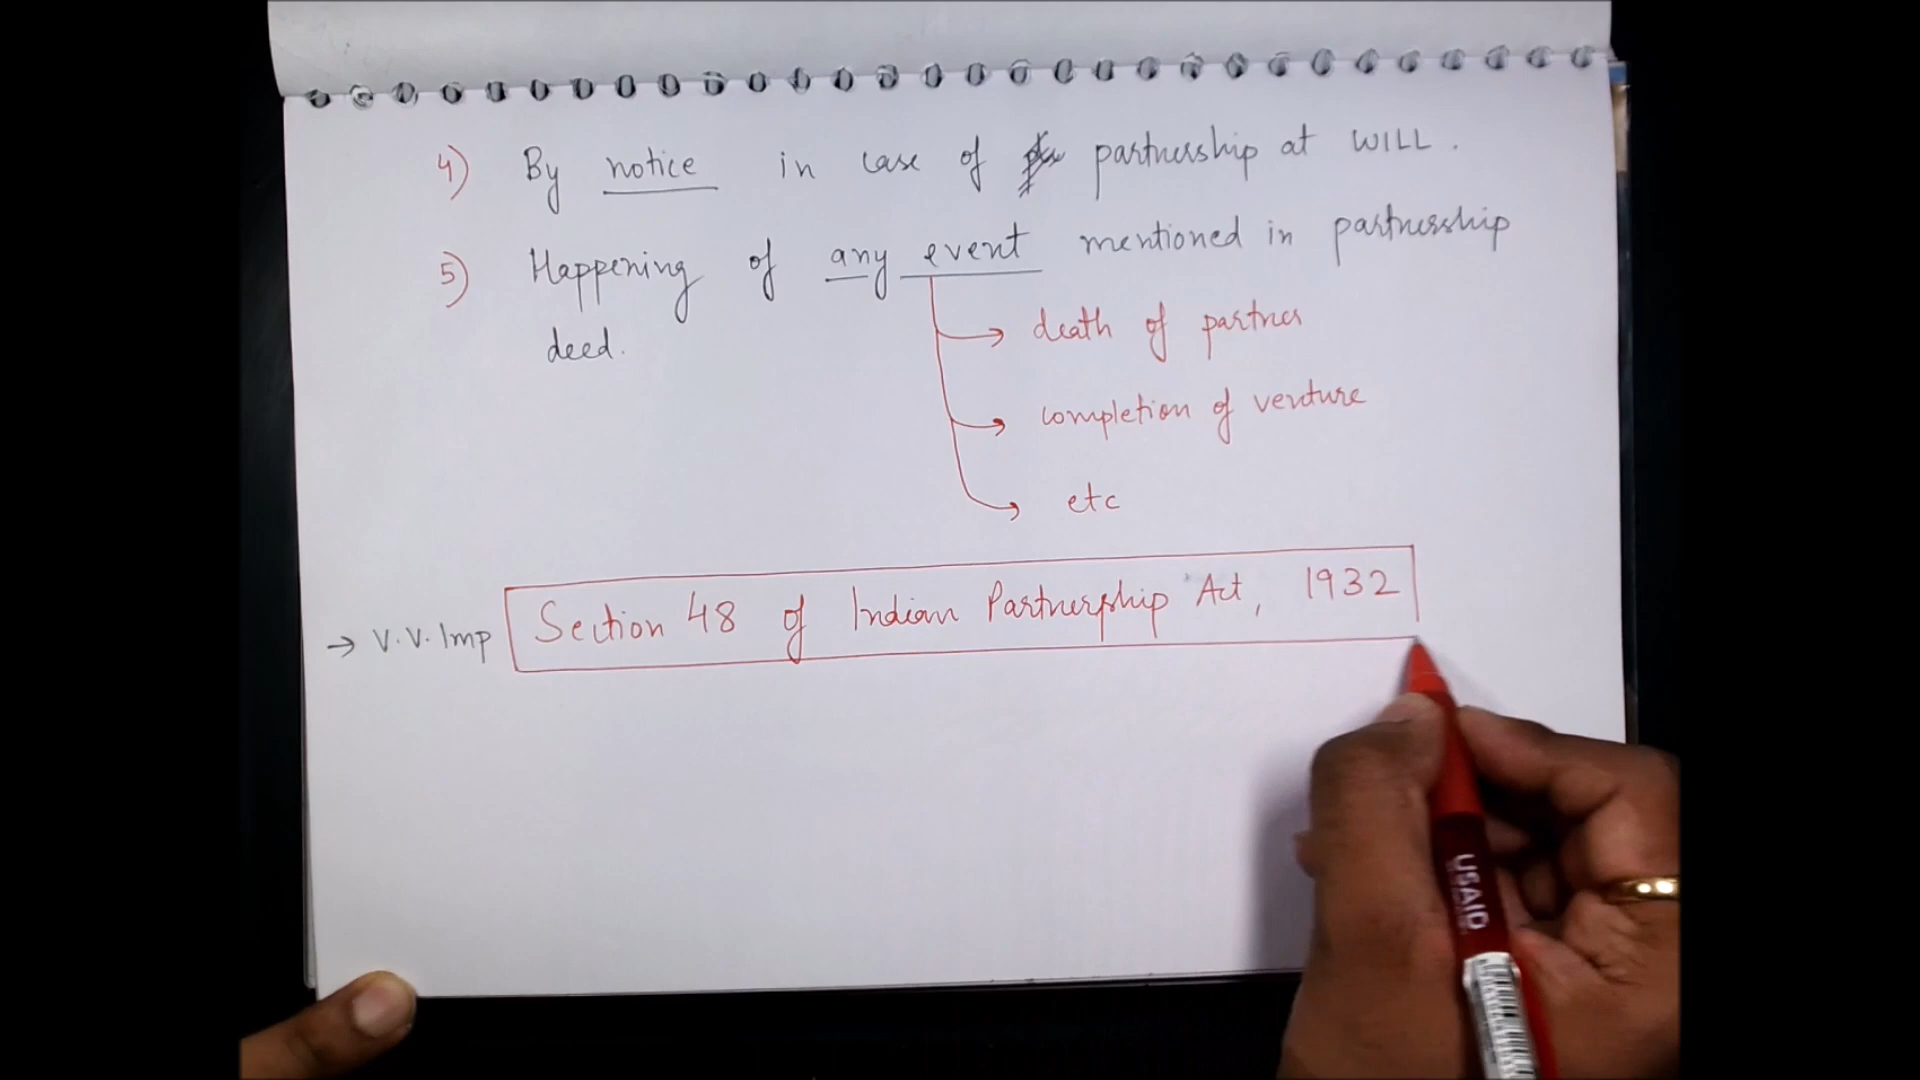 4) By notice in case of partnership at WILL.
5) Happening of any event mentioned in partnership
deed.
death of partner
completion of venture
etc
→ V.V. Imp Section 48 of Indian Partnership Act, 1932
USAID